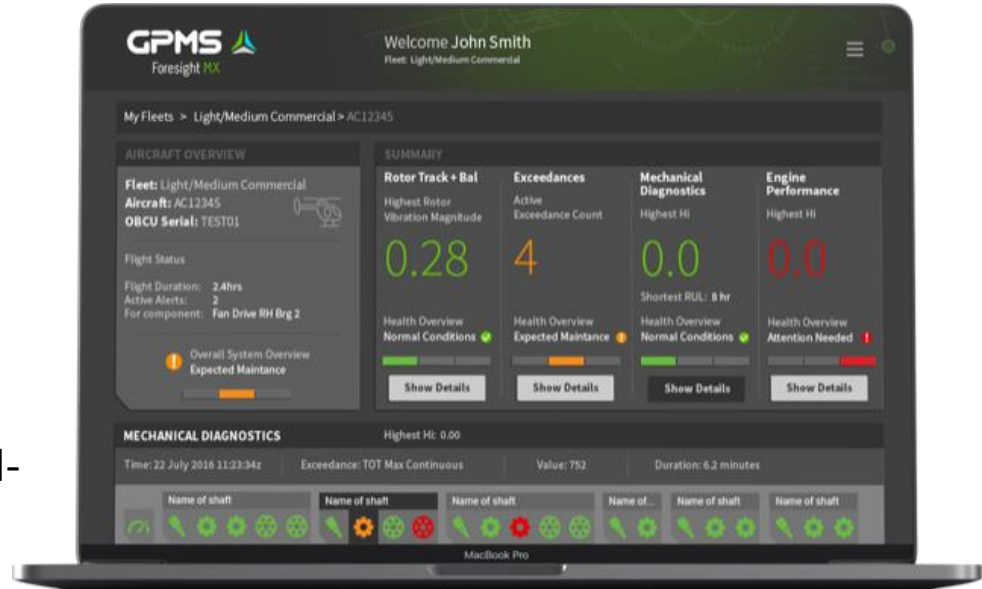 GPMS
Foresight MX
Welcome John Smith
Fleet: Light/Medium Commercial
My Fleets > Light/Medium Commercial > AC12345
AIRCRAFT OVERVIEW
Fleet: Light/Medium Commercial
Aircraft: AC12345
OBCU Serial: TEST01
Flight Status
Flight Duration: 2.4hrs
Active Alerts: 2
For component: Fan Drive RH Brg 2
Overall System Overview
Expected Maintance
SUMMARY
Rotor Track + Bal
Highest Rotor
Vibration Magnitude
0.28
Health Overview
Normal Conditions
Show Details
Exceedances
Active
Exceedance Count
4
Health Overview
Expected Maintance
Show Details
Mechanical
Diagnostics
Highest HI
0.0
Shortest RUL: 8 hr
Health Overview
Normal Conditions
Show Details
Engine
Performance
Highest HI
0.0
Health Overview
Attention Needed
Show Details
MECHANICAL DIAGNOSTICS Highest HI: 0.00
Time: 22 July 2016 11:23:34z Exceedance: TOT Max Continuous Value: 752 Duration: 6.2 minutes
Name of shaft Name of shaft Name of shaft Name of... Name of shaft Name of shaft
MacBook Pro